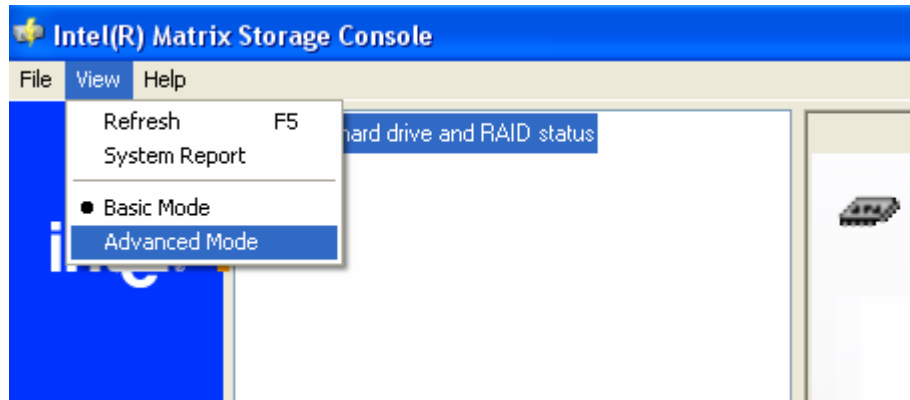 Intel(R) Matrix Storage Console
File View Help
Refresh F5
System Report
hard drive and RAID status
Basic Mode
Advanced Mode